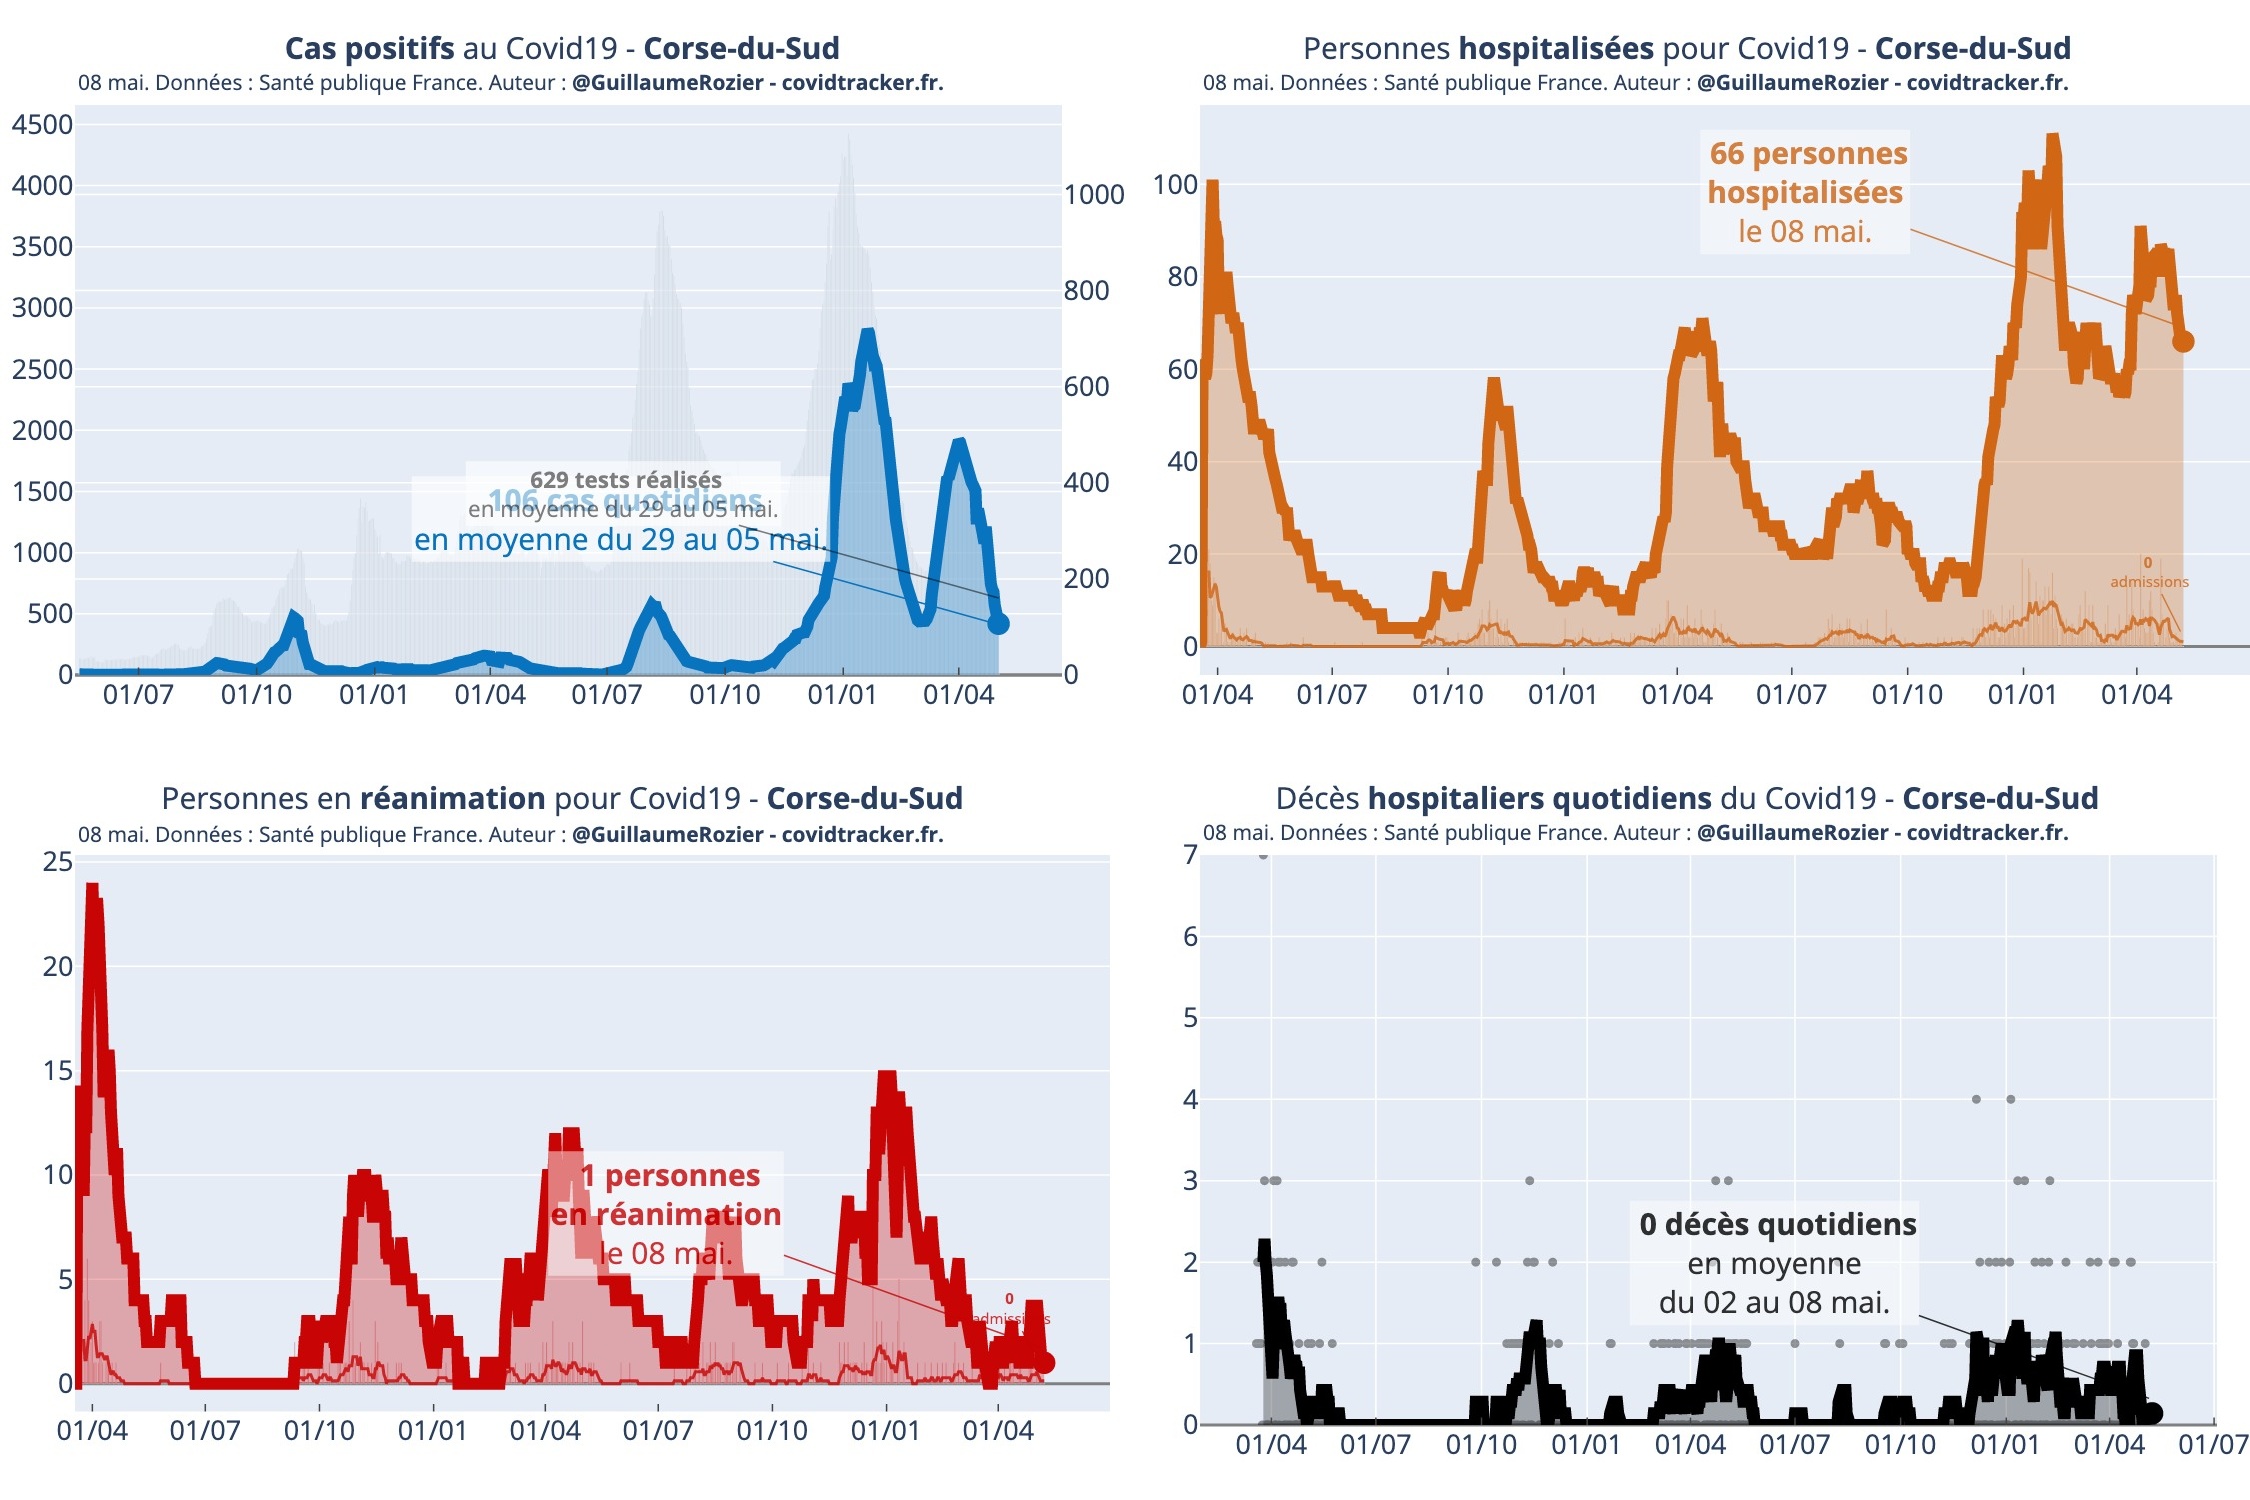 Cas positifs au Covid19 - Corse-du-Sud
08 mai. Données : Santé publique France. Auteur : @GuillaumeRozier - covidtracker.fr.
4500
4000
3500
3000
2500
2000
1500
1000
500
0
1000
800
600
400
200
0
629 tests réalisés
en moyenne du 29 au 05 mai.
106 cas quotidiens
en moyenne du 29 au 05 mai.
01/07 01/10 01/01 01/04 01/07 01/10 01/01 01/04
Personnes hospitalisées pour Covid19 - Corse-du-Sud
08 mai. Données : Santé publique France. Auteur : @GuillaumeRozier - covidtracker.fr.
100
80
60
40
20
0
66 personnes
hospitalisées
le 08 mai.
0
admissions
01/04 01/07 01/10 01/01 01/04 01/07 01/10 01/01 01/04
Personnes en réanimation pour Covid19 - Corse-du-Sud
08 mai. Données : Santé publique France. Auteur : @GuillaumeRozier - covidtracker.fr.
25
20
15
10
5
0
1 personnes
en réanimation
le 08 mai.
0
admissions
01/04 01/07 01/10 01/01 01/04 01/07 01/10 01/01 01/04
Décès hospitaliers quotidiens du Covid19 - Corse-du-Sud
08 mai. Données : Santé publique France. Auteur : @GuillaumeRozier - covidtracker.fr.
7
6
5
4
3
2
1
0
0 décès quotidiens
en moyenne
du 02 au 08 mai.
01/04 01/07 01/10 01/01 01/04 01/07 01/10 01/01 01/04 01/07